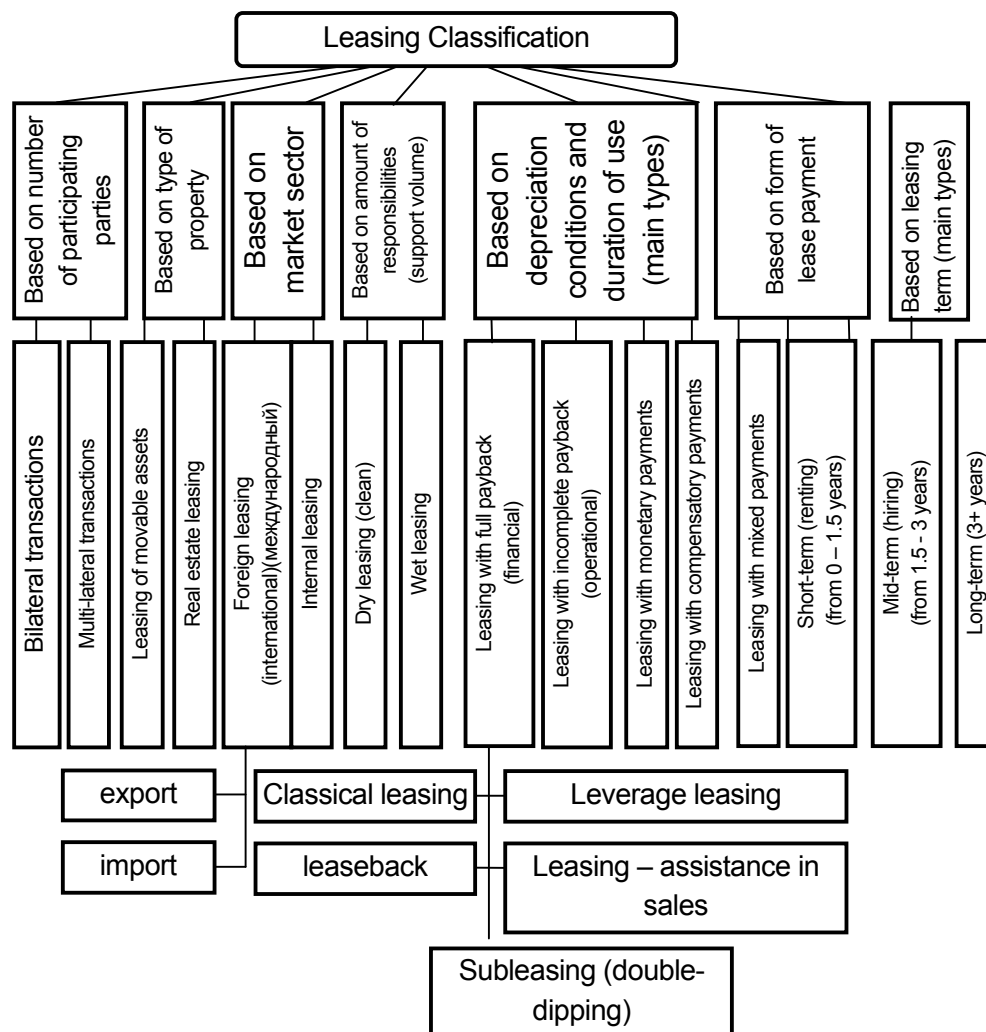 Leasing Classification
Based on number
of participating
parties
Based on type of
property
Based on
market sector
Based on amount of
responsibilities
(support volume)
Based on
depreciation
conditions and
duration of use
(main types)
Based on form of
lease payment
Based on leasing
term (main types)
Bilateral transactions
Multi-lateral transactions
Leasing of movable assets
Real estate leasing
Foreign leasing
(international)(международный)
Internal leasing
Dry leasing (clean)
Wet leasing
Leasing with full payback
(financial)
Leasing with incomplete payback
(operational)
Leasing with monetary payments
Leasing with compensatory payments
Leasing with mixed payments
Short-term (renting)
(from 0 – 1.5 years)
Mid-term (hiring)
(from 1.5 - 3 years)
Long-term (3+ years)
export
Classical leasing
Leverage leasing
import
leaseback
Leasing – assistance in
sales
Subleasing (double-
dipping)